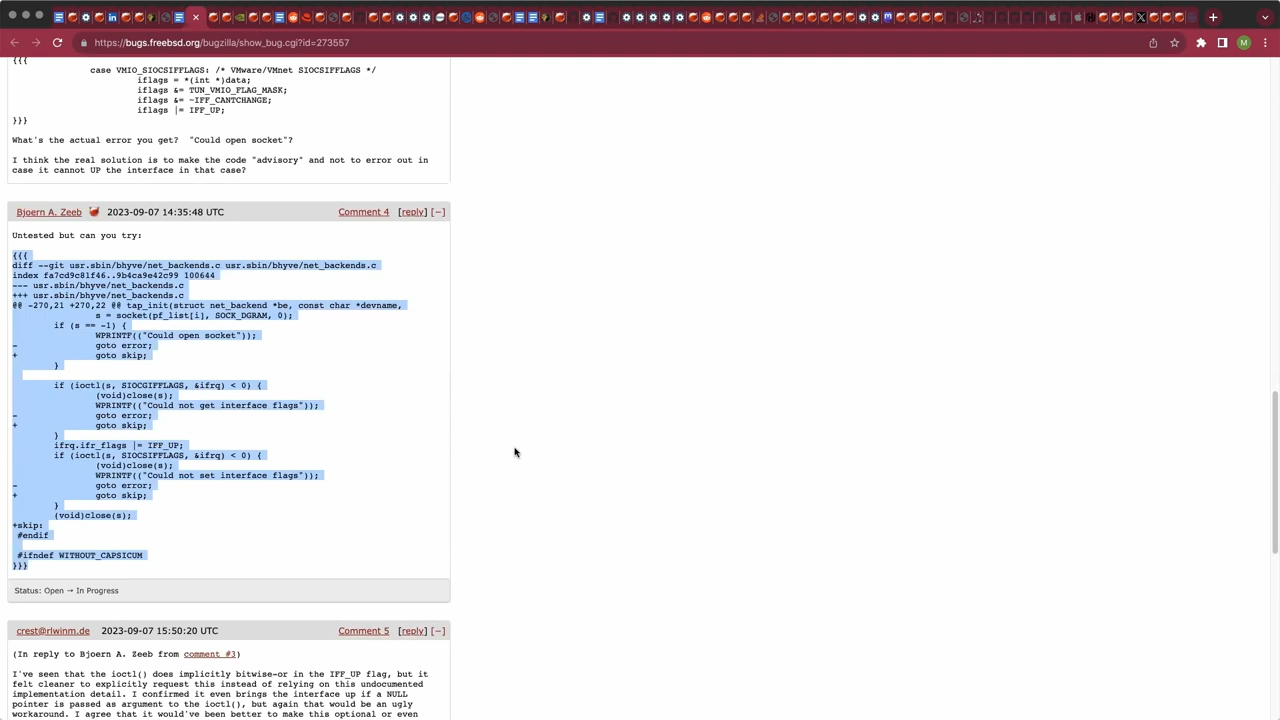 https://bugs.freebsd.org/bugzilla/show_bug.cgi?id=273557
M
{{{
case VMIO_SIOCSIFFLAGS: /* VMware/VMnet SIOCSIFFLAGS */
iflags = *(int *)data;
iflags &= TUN_VMIO_FLAG_MASK;
iflags &= ~IFF_CANTCHANGE;
iflags |= IFF_UP;
}}}
What's the actual error you get?  "Could open socket"?
I think the real solution is to make the code "advisory" and not to error out in
case it cannot UP the interface in that case?
Bjoern A. Zeeb 2023-09-07 14:35:48 UTC Comment 4 [reply] [−]
Untested but can you try:
{{{
diff --git usr.sbin/bhyve/net_backends.c usr.sbin/bhyve/net_backends.c
index fa7cd9c81f46..9b4ca9e42c99 100644
--- usr.sbin/bhyve/net_backends.c
+++ usr.sbin/bhyve/net_backends.c
@@ -270,21 +270,22 @@ tap_init(struct net_backend *be, const char *devname,
s = socket(pf_list[i], SOCK_DGRAM, 0);
if (s == -1) {
WPRINTF(("Could open socket"));
- goto error;
+ goto skip;
}
if (ioctl(s, SIOCGIFFLAGS, &ifrq) < 0) {
(void)close(s);
WPRINTF(("Could not get interface flags"));
- goto error;
+ goto skip;
}
ifrq.ifr_flags |= IFF_UP;
if (ioctl(s, SIOCSIFFLAGS, &ifrq) < 0) {
(void)close(s);
WPRINTF(("Could not set interface flags"));
- goto error;
+ goto skip;
}
(void)close(s);
+skip:
#endif
#ifndef WITHOUT_CAPSICUM
}}}
Status: Open → In Progress
crest@rlwinm.de 2023-09-07 15:50:20 UTC Comment 5 [reply] [−]
(In reply to Bjoern A. Zeeb from comment #3)
I've seen that the ioctl() does implicitly bitwise-or in the IFF_UP flag, but it
felt cleaner to explicitly request this instead of relying on this undocumented
implementation detail. I confirmed it even brings the interface up if a NULL
pointer is passed as argument to the ioctl(), but again that would be an ugly
workaround. I agree that it would've been better to make this optional or even